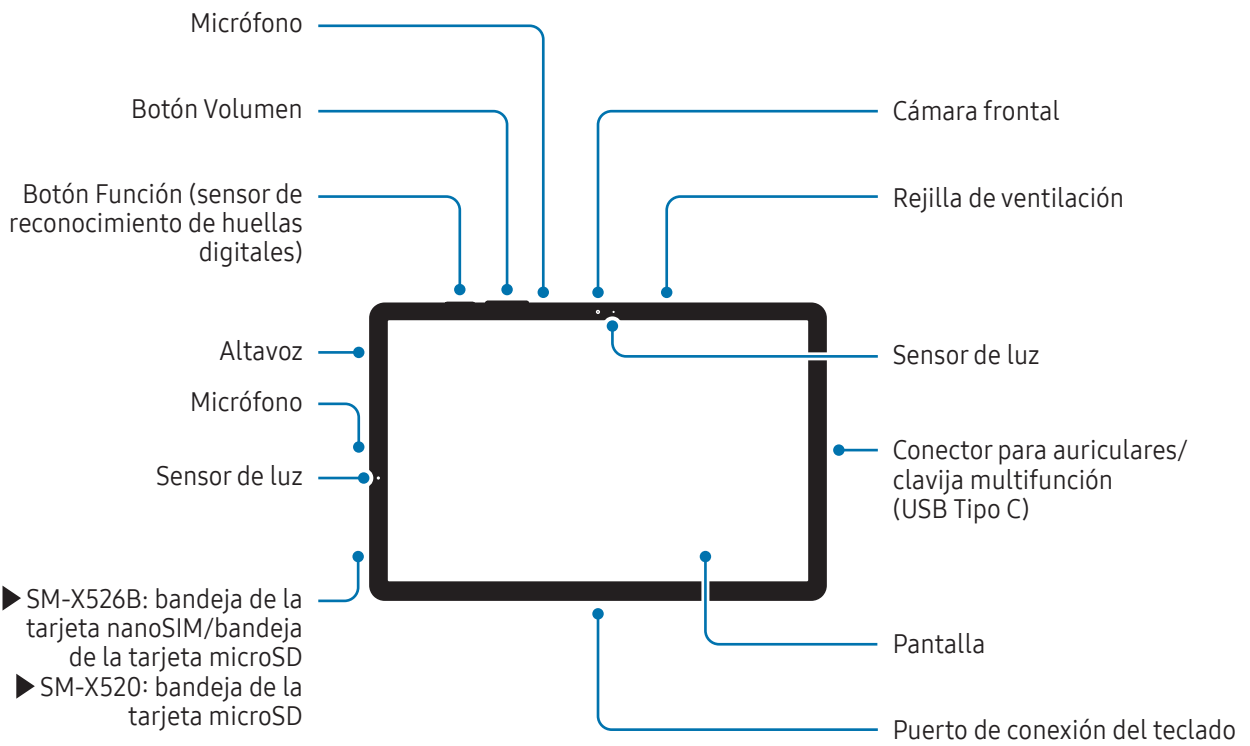 Micrófono
Botón Volumen
Botón Función (sensor de
reconocimiento de huellas
digitales)
Altavoz
Micrófono
Sensor de luz
▶SM-X526B: bandeja de la
tarjeta nanoSIM/bandeja
de la tarjeta microSD
▶SM-X520: bandeja de la
tarjeta microSD
Cámara frontal
Rejilla de ventilación
Sensor de luz
Conector para auriculares/
clavija multifunción
(USB Tipo C)
Pantalla
Puerto de conexión del teclado